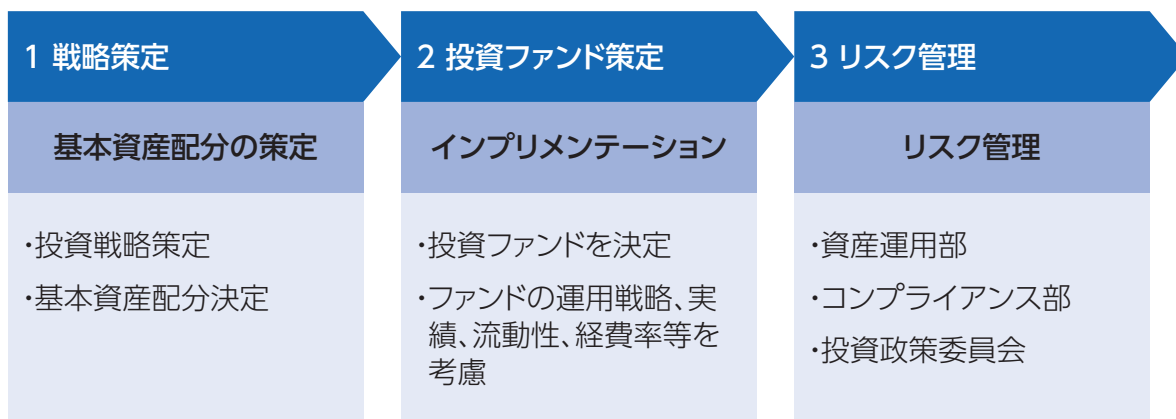 1 戦略策定
基本資産配分の策定
・投資戦略策定
・基本資産配分決定
2 投資ファンド策定
インプリメンテーション
・投資ファンドを決定
・ファンドの運用戦略、実
績、流動性、経費率等を
考慮
3 リスク管理
リスク管理
・資産運用部
・コンプライアンス部
・投資政策委員会